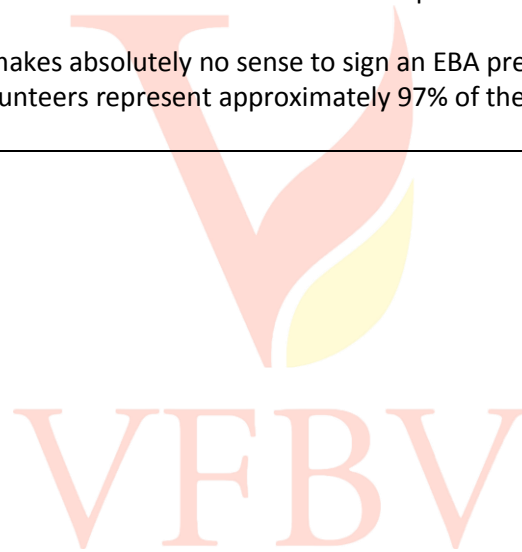 makes absolutely no sense to sign an EBA pre
unteers represent approximately 97% of the
VFBV